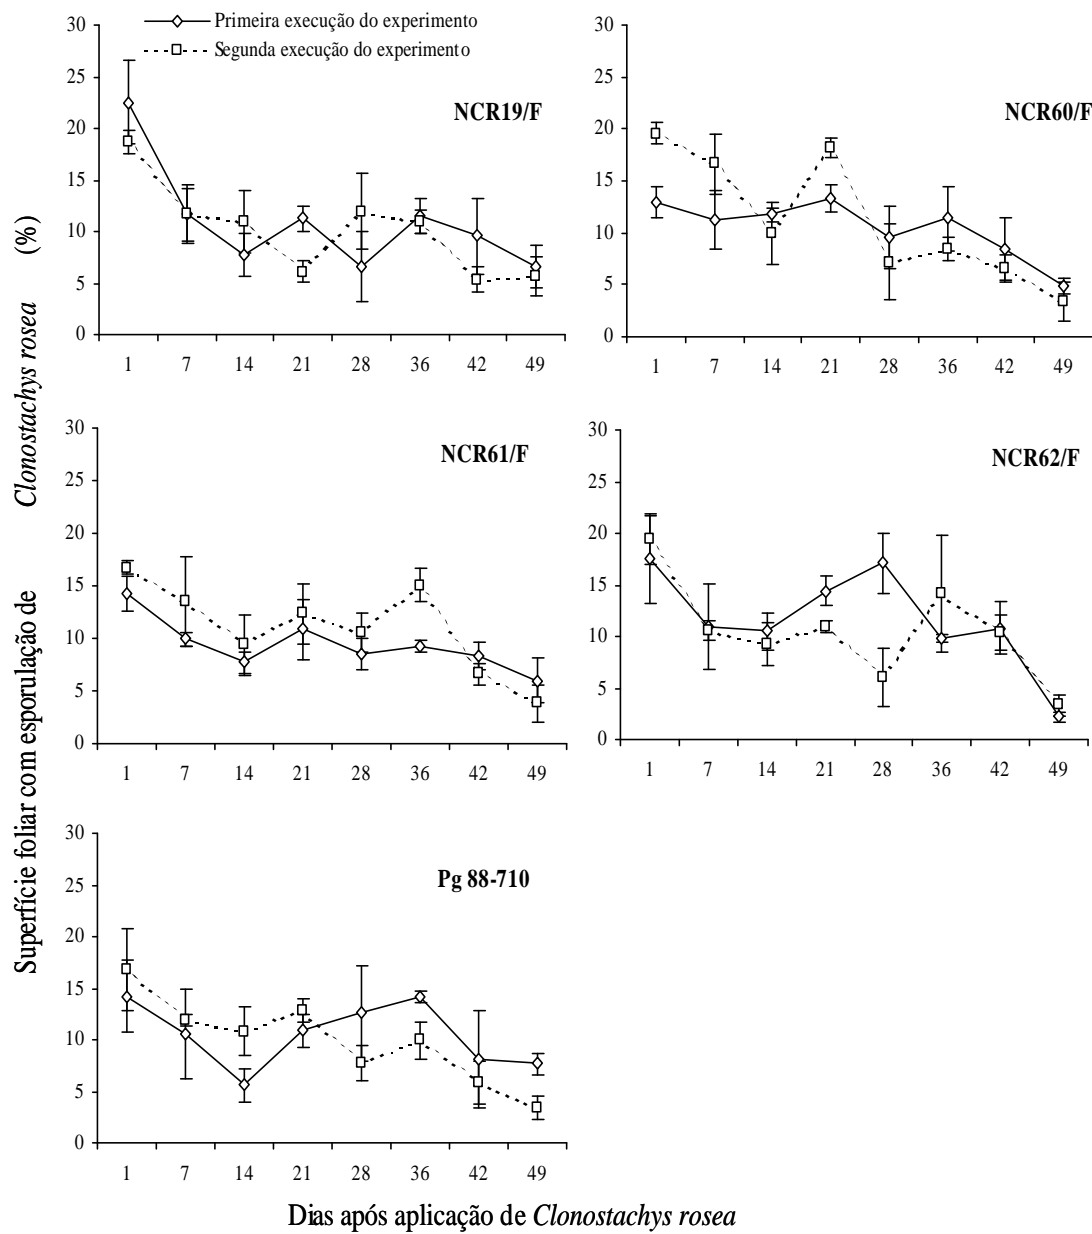 Primeira execução do experimento
Segunda execução do experimento
30
25
20
15
10
5
0
NCR19/F
1 7 14 21 28 36 42 49
30
25
20
15
10
5
0
NCR60/F
1 7 14 21 28 36 42 49
Superfície foliar com esporulação de Clonostachys rosea (%)
30
25
20
15
10
5
0
NCR61/F
1 7 14 21 28 36 42 49
30
25
20
15
10
5
0
NCR62/F
1 7 14 21 28 36 42 49
30
25
20
15
10
5
0
Pg 88-710
1 7 14 21 28 36 42 49
Dias após aplicação de Clonostachys rosea